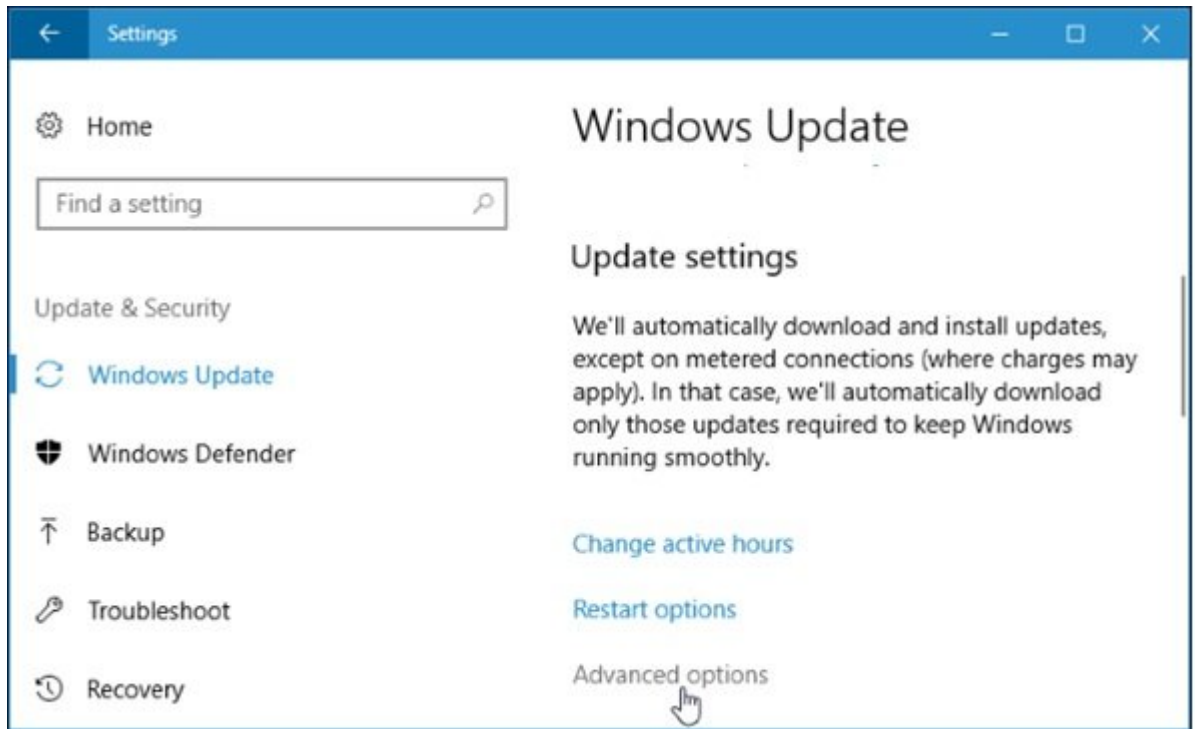 Settings
Home
Find a setting
Update & Security
Windows Update
Windows Defender
Backup
Troubleshoot
Recovery
Windows Update
Update settings
We'll automatically download and install updates,
except on metered connections (where charges may
apply). In that case, we'll automatically download
only those updates required to keep Windows
running smoothly.
Change active hours
Restart options
Advanced options